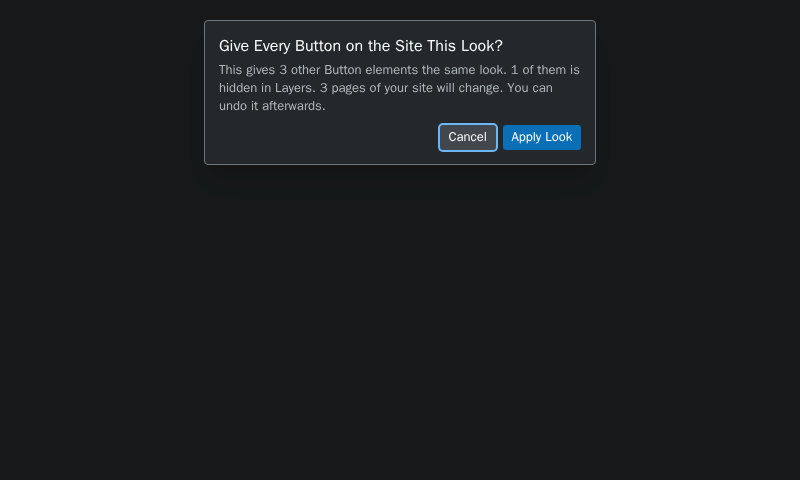 Give Every Button on the Site This Look?
This gives 3 other Button elements the same look. 1 of them is
hidden in Layers. 3 pages of your site will change. You can
undo it afterwards.
Cancel
Apply Look